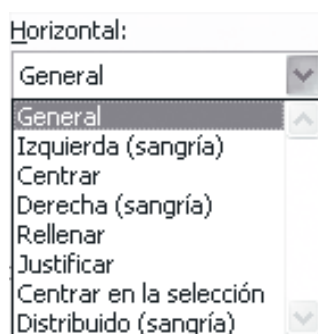 Horizontal:
General
General
Izquierda (sangría)
Centrar
Derecha (sangría)
Rellenar
Justificar
Centrar en la selección
Distribuido (sangría)